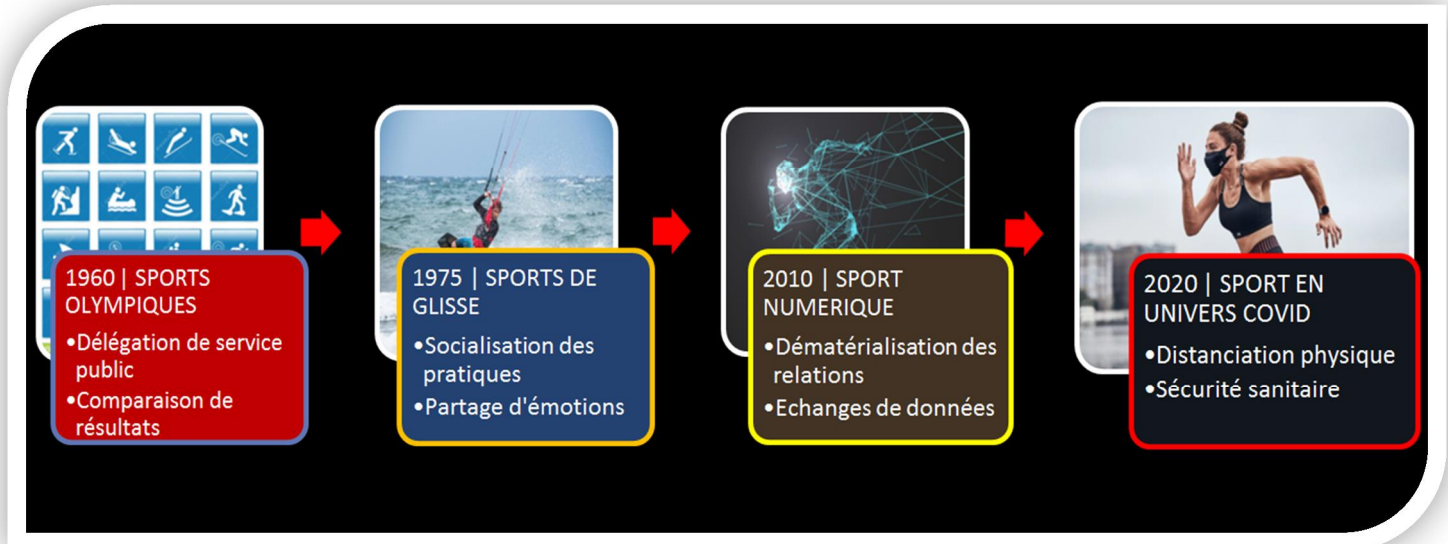 1960 | SPORTS
OLYMPIQUES
•Délégation de service
public
•Comparaison de
résultats
1975 | SPORTS DE
GLISSE
•Socialisation des
pratiques
•Partage d'émotions
2010 | SPORT
NUMERIQUE
•Dématérialisation des
relations
•Echanges de données
2020 | SPORT EN
UNIVERS COVID
•Distanciation physique
•Sécurité sanitaire